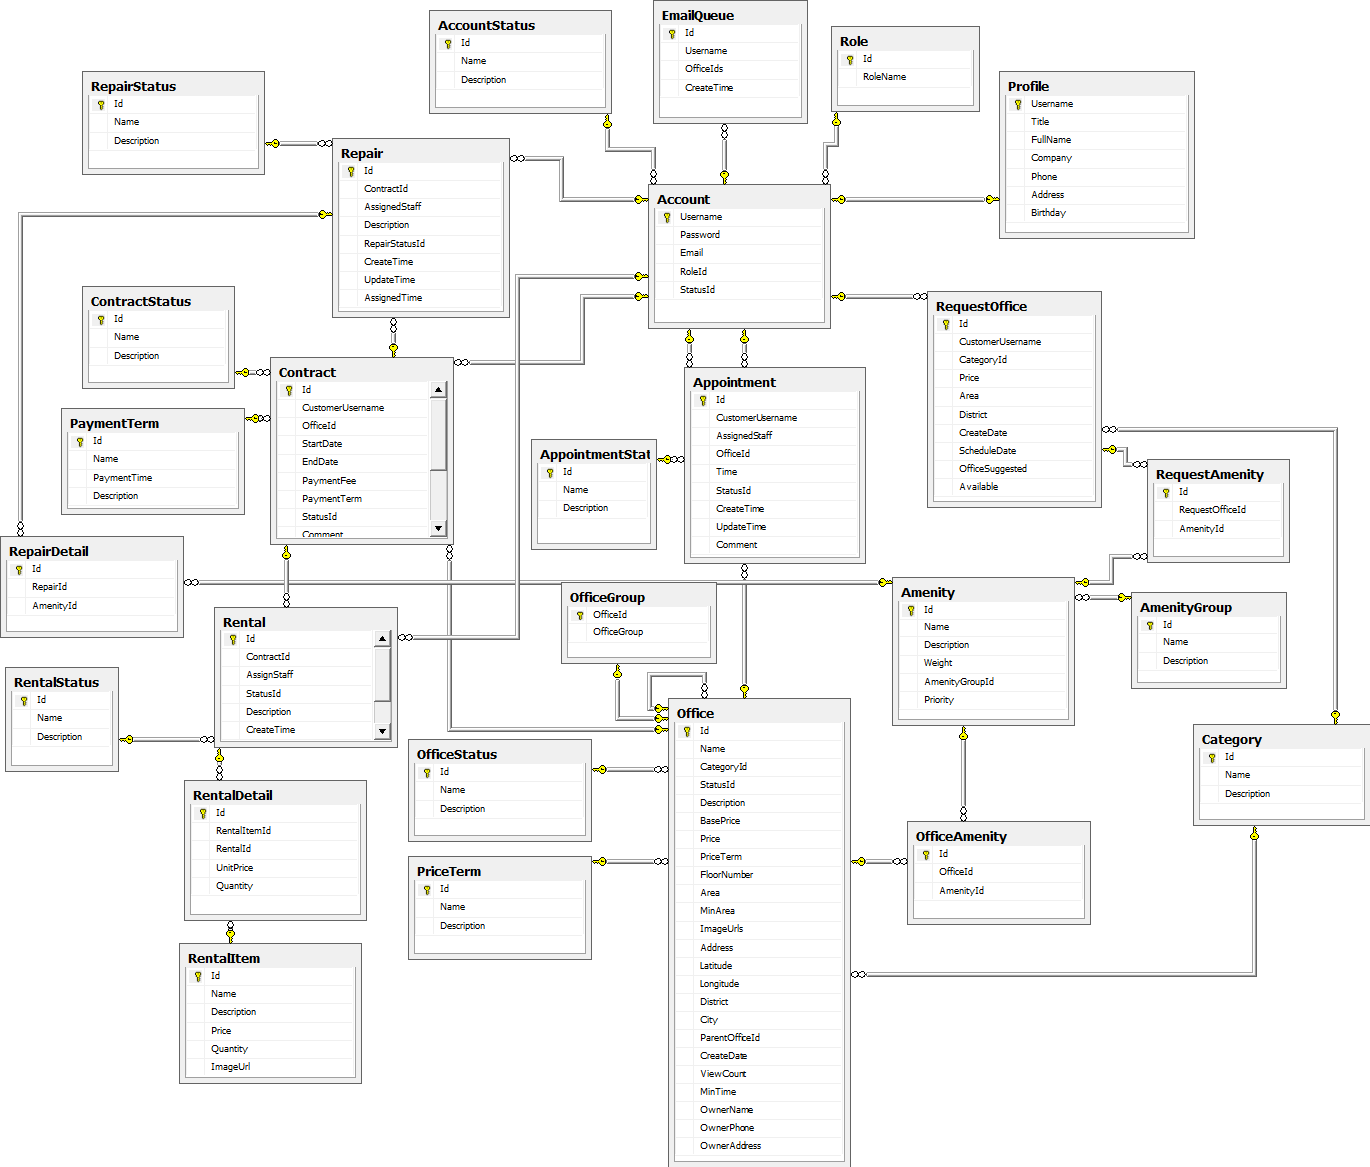 AccountStatus
Id
Name
Description
EmailQueue
Id
Username
OfficeIds
CreateTime
Role
Id
RoleName
RepairStatus
Id
Name
Description
Profile
Username
Title
FullName
Company
Phone
Address
Birthday
Repair
Id
ContractId
AssignedStaff
Description
RepairStatusId
CreateTime
UpdateTime
AssignedTime
Account
Username
Password
Email
RoleId
StatusId
ContractStatus
Id
Name
Description
RequestOffice
Id
CustomerUsername
CategoryId
Price
Area
District
CreateDate
ScheduleDate
OfficeSuggested
Available
Contract
Id
CustomerUsername
OfficeId
StartDate
EndDate
PaymentFee
PaymentTerm
StatusId
Comment
Appointment
Id
CustomerUsername
AssignedStaff
OfficeId
Time
StatusId
CreateTime
UpdateTime
Comment
PaymentTerm
Id
Name
PaymentTime
Description
AppointmentStat
Id
Name
Description
RequestAmenity
Id
RequestOfficeId
AmenityId
RepairDetail
Id
RepairId
AmenityId
OfficeGroup
OfficeId
OfficeGroup
Amenity
Id
Name
Description
Weight
AmenityGroupId
Priority
AmenityGroup
Id
Name
Description
Rental
Id
ContractId
AssignStaff
StatusId
Description
CreateTime
RentalStatus
Id
Name
Description
Office
Id
Name
CategoryId
StatusId
Description
BasePrice
Price
PriceTerm
FloorNumber
Area
MinArea
ImageUrls
Address
Latitude
Longitude
District
City
ParentOfficeId
CreateDate
ViewCount
MinTime
OwnerName
OwnerPhone
OwnerAddress
OfficeStatus
Id
Name
Description
Category
Id
Name
Description
RentalDetail
Id
RentalItemId
RentalId
UnitPrice
Quantity
OfficeAmenity
Id
OfficeId
AmenityId
PriceTerm
Id
Name
Description
RentalItem
Id
Name
Description
Price
Quantity
ImageUrl